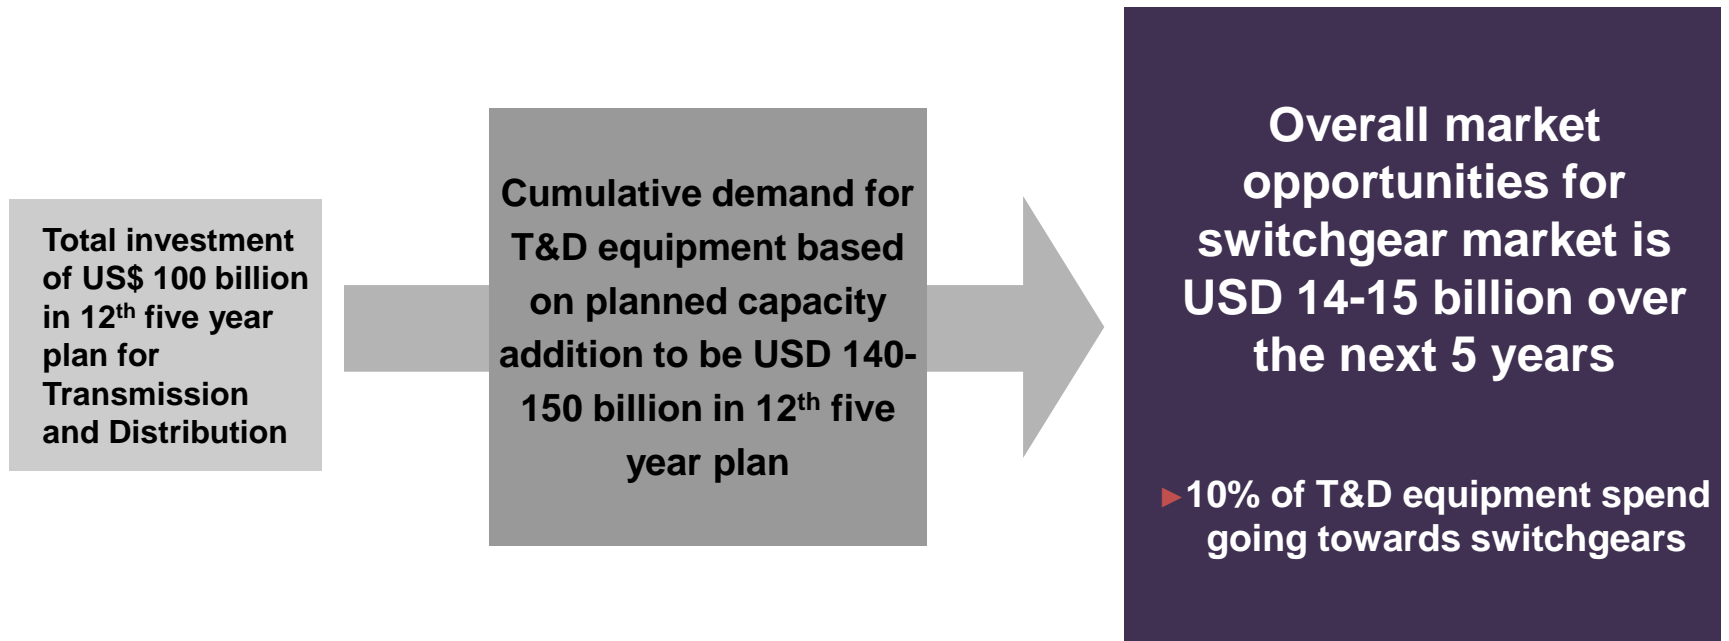 Total investment
of US$ 100 billion
in 12th five year
plan for
Transmission
and Distribution
Cumulative demand for
T&D equipment based
on planned capacity
addition to be USD 140-
150 billion in 12th five
year plan
Overall market
opportunities for
switchgear market is
USD 14-15 billion over
the next 5 years
►10% of T&D equipment spend
going towards switchgears